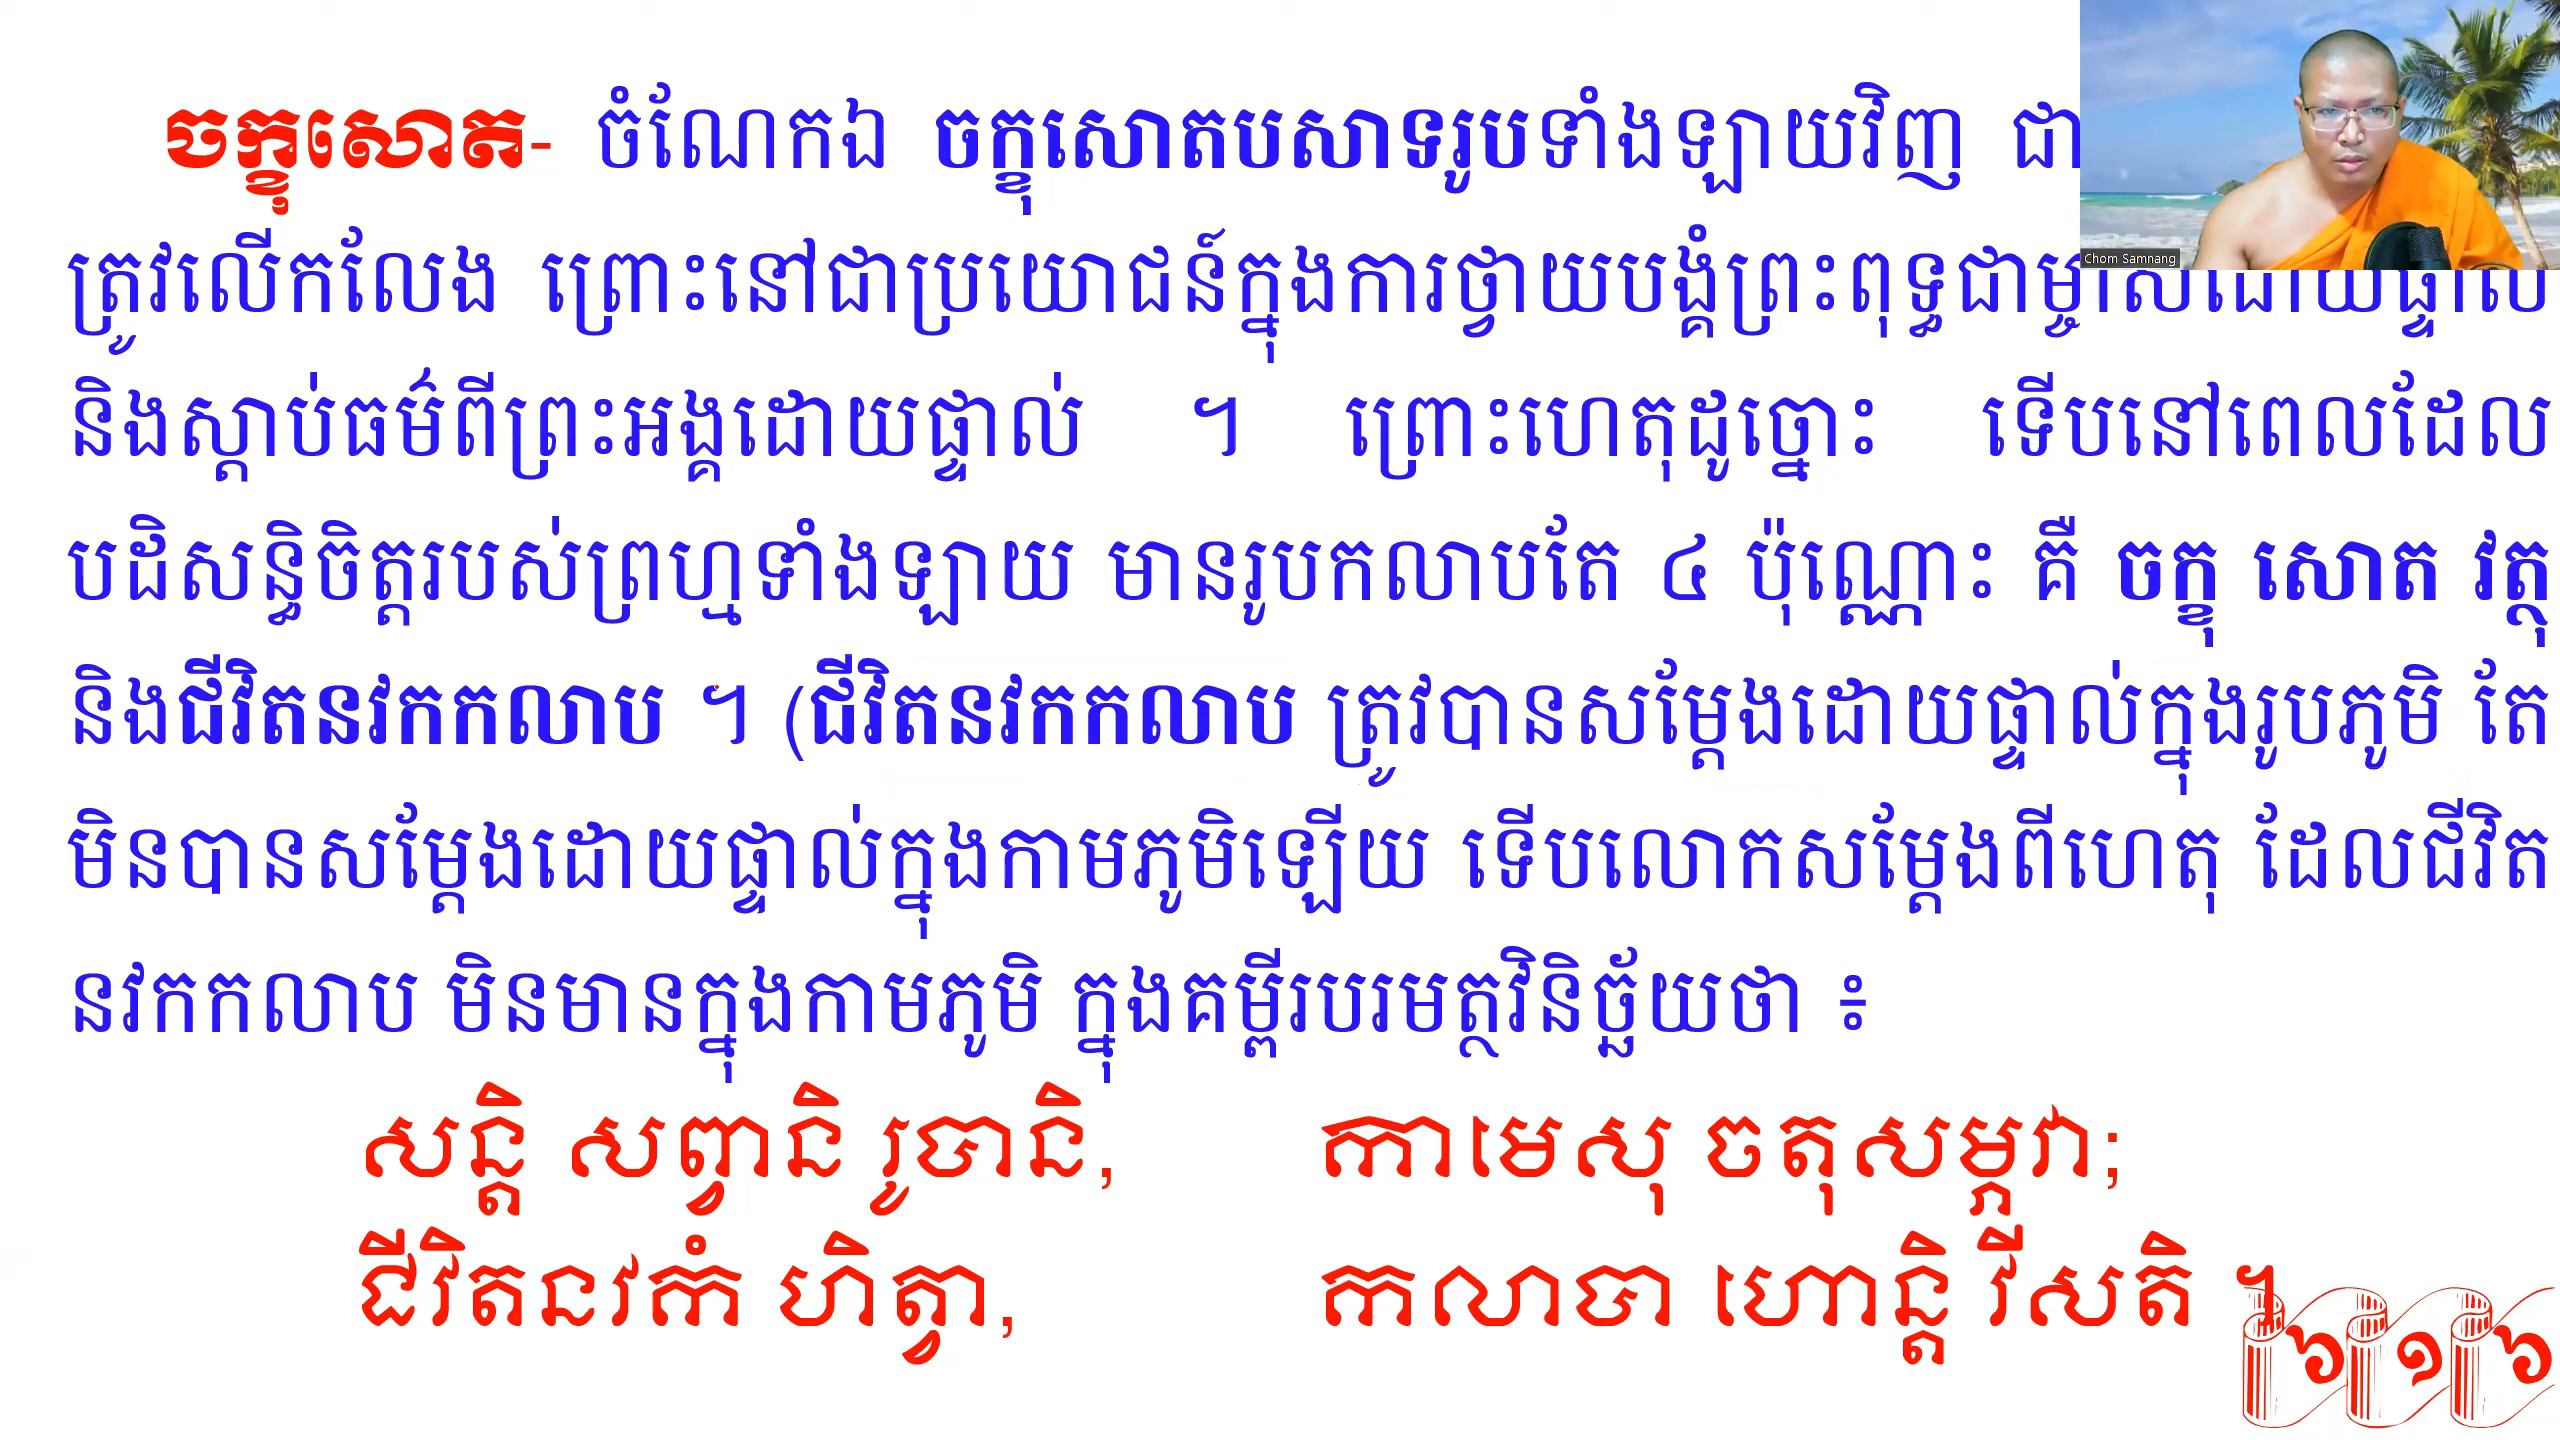 ចក្ខុសោត- ចំណែកឯ ចក្ខុសោតបសាទរូបទាំងឡាយវិញ ជា
Chom Samnang
ត្រូវលើកលែង ព្រោះនៅជាប្រយោជន៍ក្នុងការថ្វាយបង្គំព្រះពុទ្ធជាម្ចាស់ដោយផ្ទាល់
និងស្ដាប់ធម៌ពីព្រះអង្គដោយផ្ទាល់ ។ ព្រោះហេតុដូច្នោះ ទើបនៅពេលដែល
បដិសន្ធិចិត្តរបស់ព្រហ្មទាំងឡាយ មានរូបកលាបតែ ៤ ប៉ុណ្ណោះ គឺ ចក្ខុ សោត វត្ថុ
និងជីវិតនវកកលាប ។ (ជីវិតនវកកលាប ត្រូវបានសម្ដែងដោយផ្ទាល់ក្នុងរូបភូមិ តែ
មិនបានសម្ដែងដោយផ្ទាល់ក្នុងកាមភូមិឡើយ ទើបលោកសម្ដែងពីហេតុ ដែលជីវិត
នវកកលាប មិនមានក្នុងកាមភូមិ ក្នុងគម្ពីរបរមត្ថវិនិច្ឆ័យថា ៖
សន្តិ សព្វានិ រូបានិ, កាមេសុ ចតុសម្ភវា;
ជីវិតនវកំ ហិត្វា, កលាបា ហោន្តិ វីសតិ ។
៦១៦